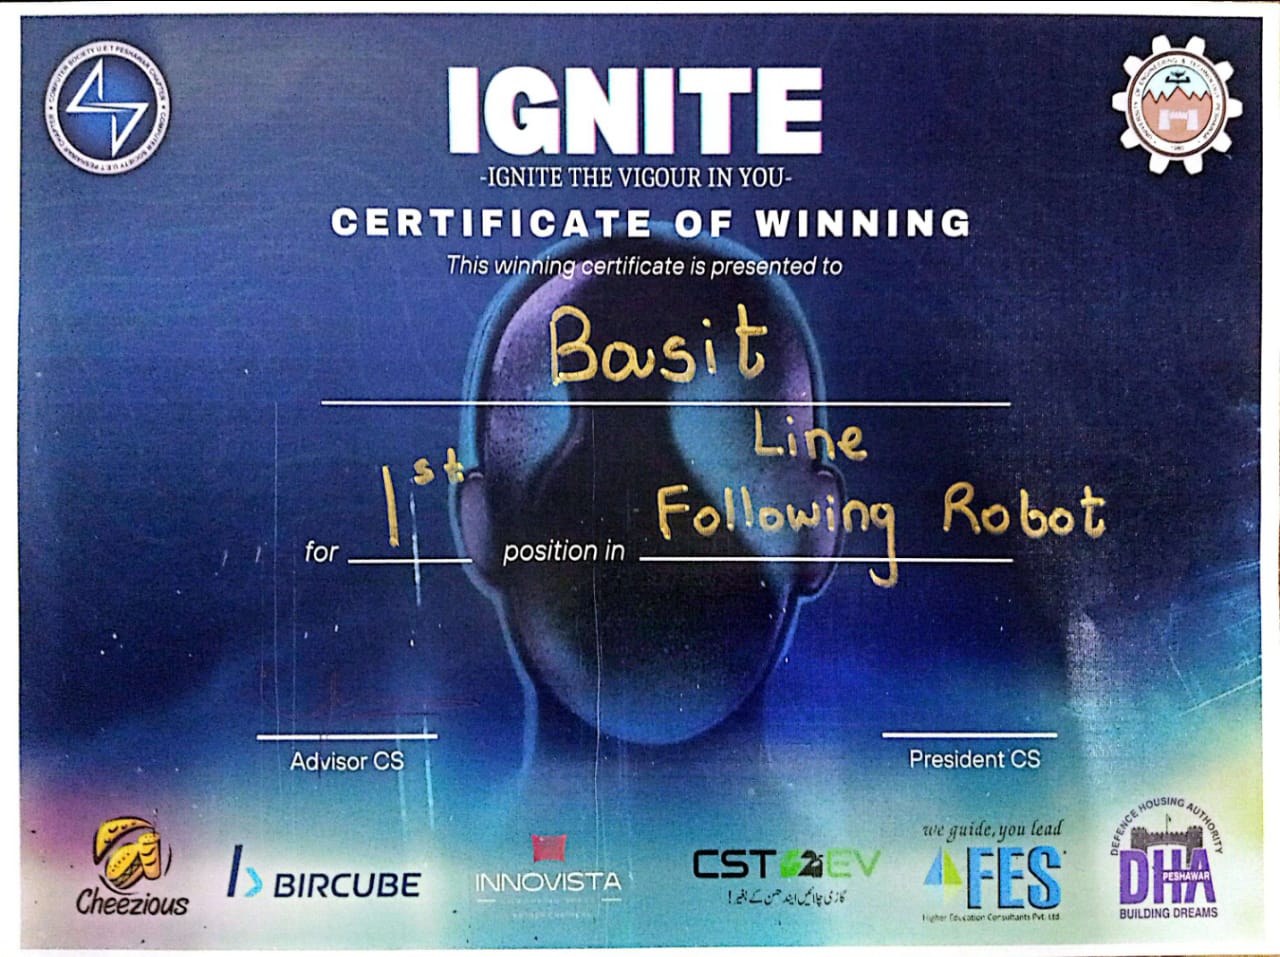 COMPUTER SOCIETY U.E.T PESHAWAR CHAPTER
IGNITE
-IGNITE THE VIGOUR IN YOU-
CERTIFICATE OF WINNING
This winning certificate is presented to
Basit
for 1st position in Line Following Robot
Advisor CS
President CS
Cheezious
BIRCUBE
INNOVISTA
CST EV
گاڑی چلائیں ایندھن کے بغیر!
we guide, you lead
FES
Higher Education Consultants Pvt. Ltd.
DEFENCE HOUSING AUTHORITY
DHA
PESHAWAR
BUILDING DREAMS